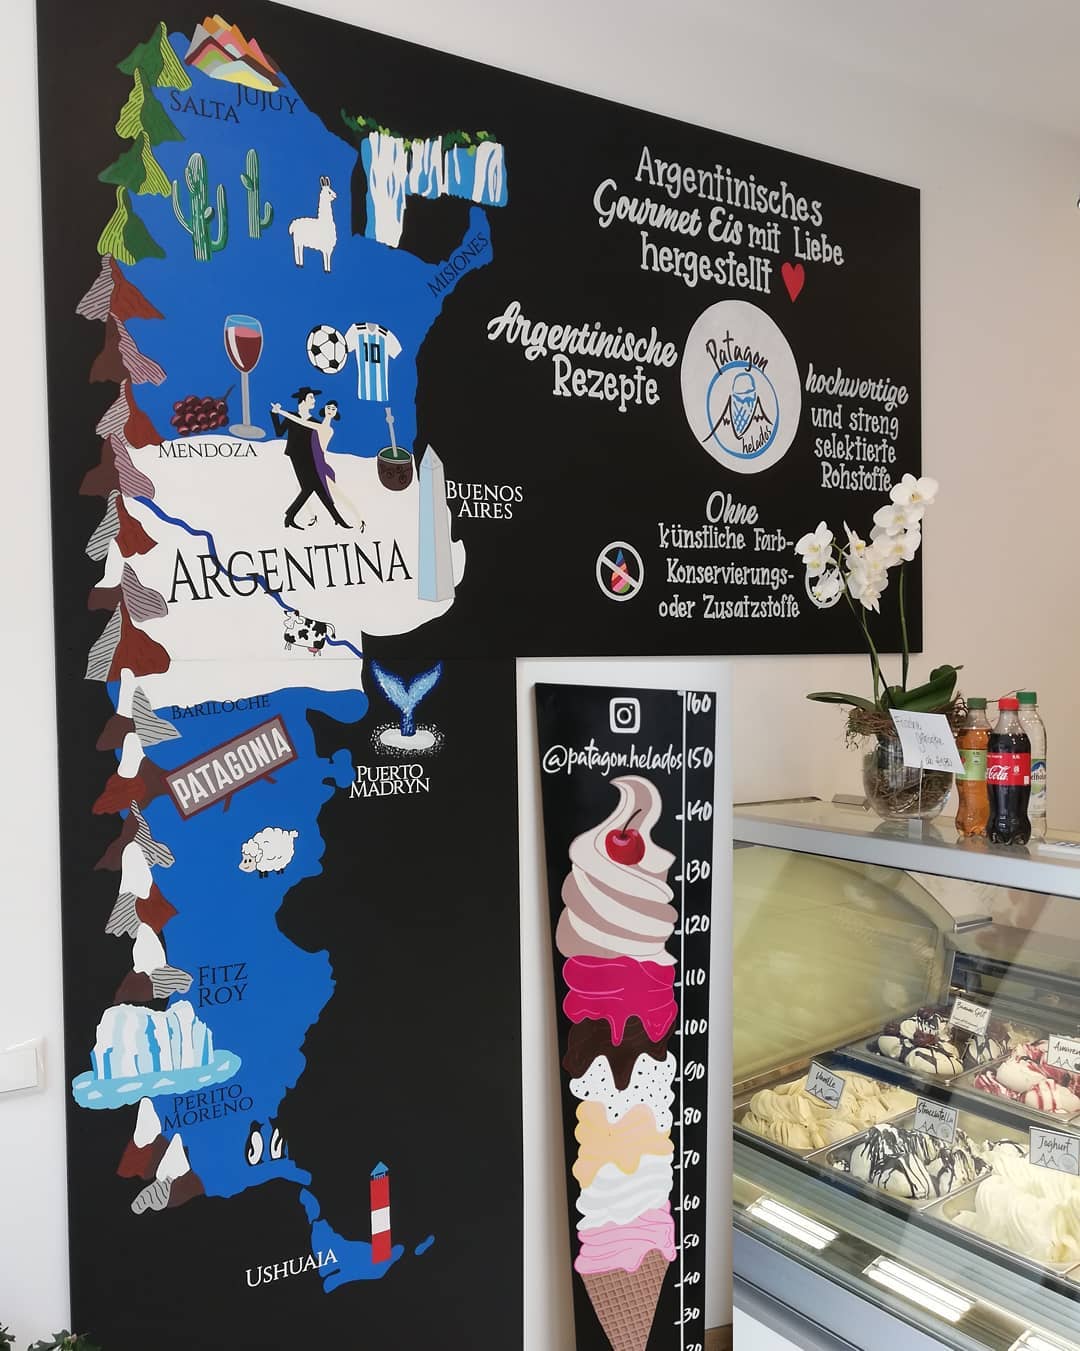 SALTA
JUJUY
MISIONES
10
MENDOZA
BUENOS
AIRES
ARGENTINA
BARILOCHE
PATAGONIA
PUERTO
MADRYN
FITZ
ROY
PERITO
MORENO
USHUAIA
Argentinisches
Gourmet Eis mit Liebe
hergestellt
Argentinische
Rezepte
Patagon
helados
hochwertige
und streng
selektierte
Rohstoffe
Ohne
künstliche Farb-
Konservierungs-
oder Zusatzstoffe
@patagon.helados
160
150
140
130
120
110
100
90
80
70
60
50
40
30
20
Coca-Cola
Vanille
Stracciatella
Joghurt
Amarena